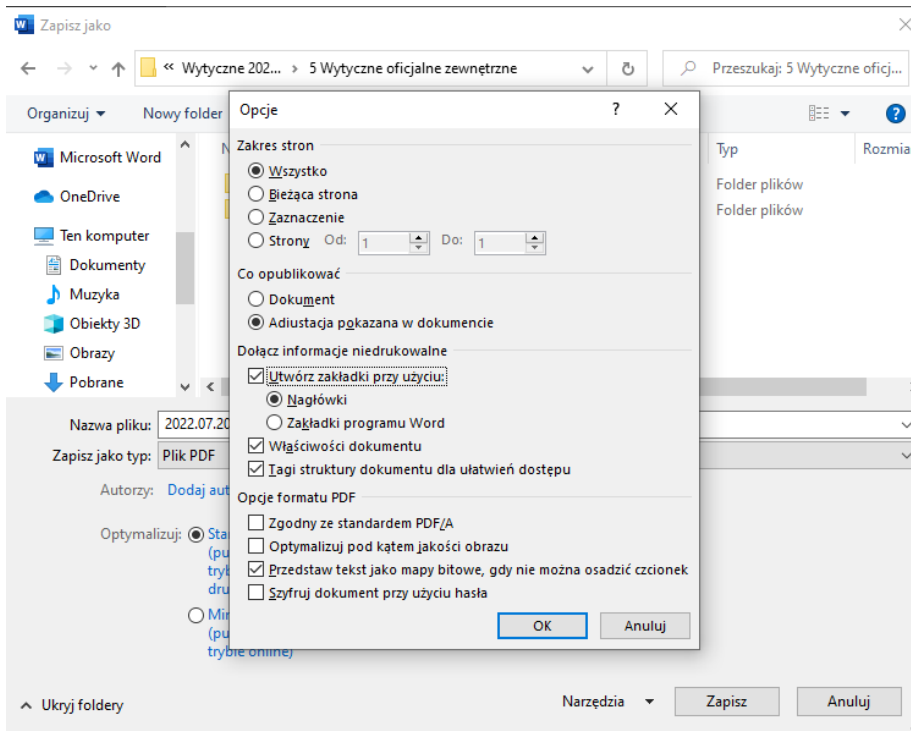 Zapisz jako
« Wytyczne 202... > 5 Wytyczne oficjalne zewnętrzne
Przeszukaj: 5 Wytyczne oficj...
Organizuj
Nowy folder
Typ
Rozmia
Microsoft Word
OneDrive
Ten komputer
Dokumenty
Muzyka
Obiekty 3D
Obrazy
Pobrane
Folder plików
Folder plików
Opcje
Zakres stron
Wszystko
Bieżąca strona
Zaznaczenie
Strony Od: 1 Do: 1
Co opublikować
Dokument
Adiustacja pokazana w dokumencie
Dołącz informacje niedrukowalne
Utwórz zakładki przy użyciu:
Nagłówki
Zakładki programu Word
Właściwości dokumentu
Tagi struktury dokumentu dla ułatwień dostępu
Opcje formatu PDF
Zgodny ze standardem PDF/A
Optymalizuj pod kątem jakości obrazu
Przedstaw tekst jako mapy bitowe, gdy nie można osadzić czcionek
Szyfruj dokument przy użyciu hasła
OK
Anuluj
Nazwa pliku: 2022.07.20
Zapisz jako typ: Plik PDF
Autorzy: Dodaj aut
Optymalizuj: Sta
(pu
tryb
dru
Mir
(pu
trybie online)
Ukryj foldery
Narzędzia
Zapisz
Anuluj